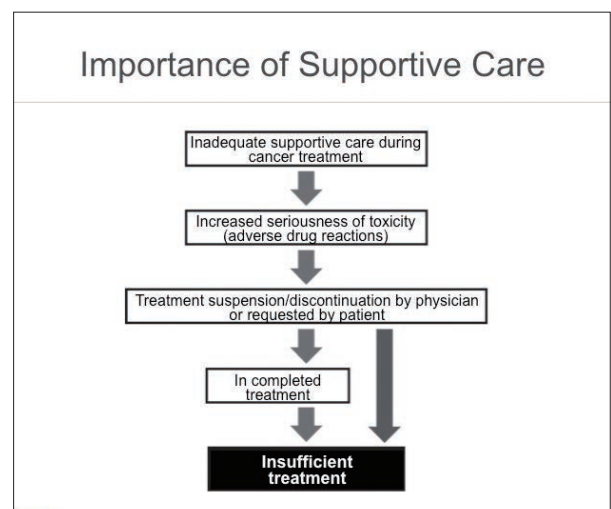 Importance of Supportive Care
Inadequate supportive care during
cancer treatment
Increased seriousness of toxicity
(adverse drug reactions)
Treatment suspension/discontinuation by physician
or requested by patient
In completed
treatment
Insufficient
treatment